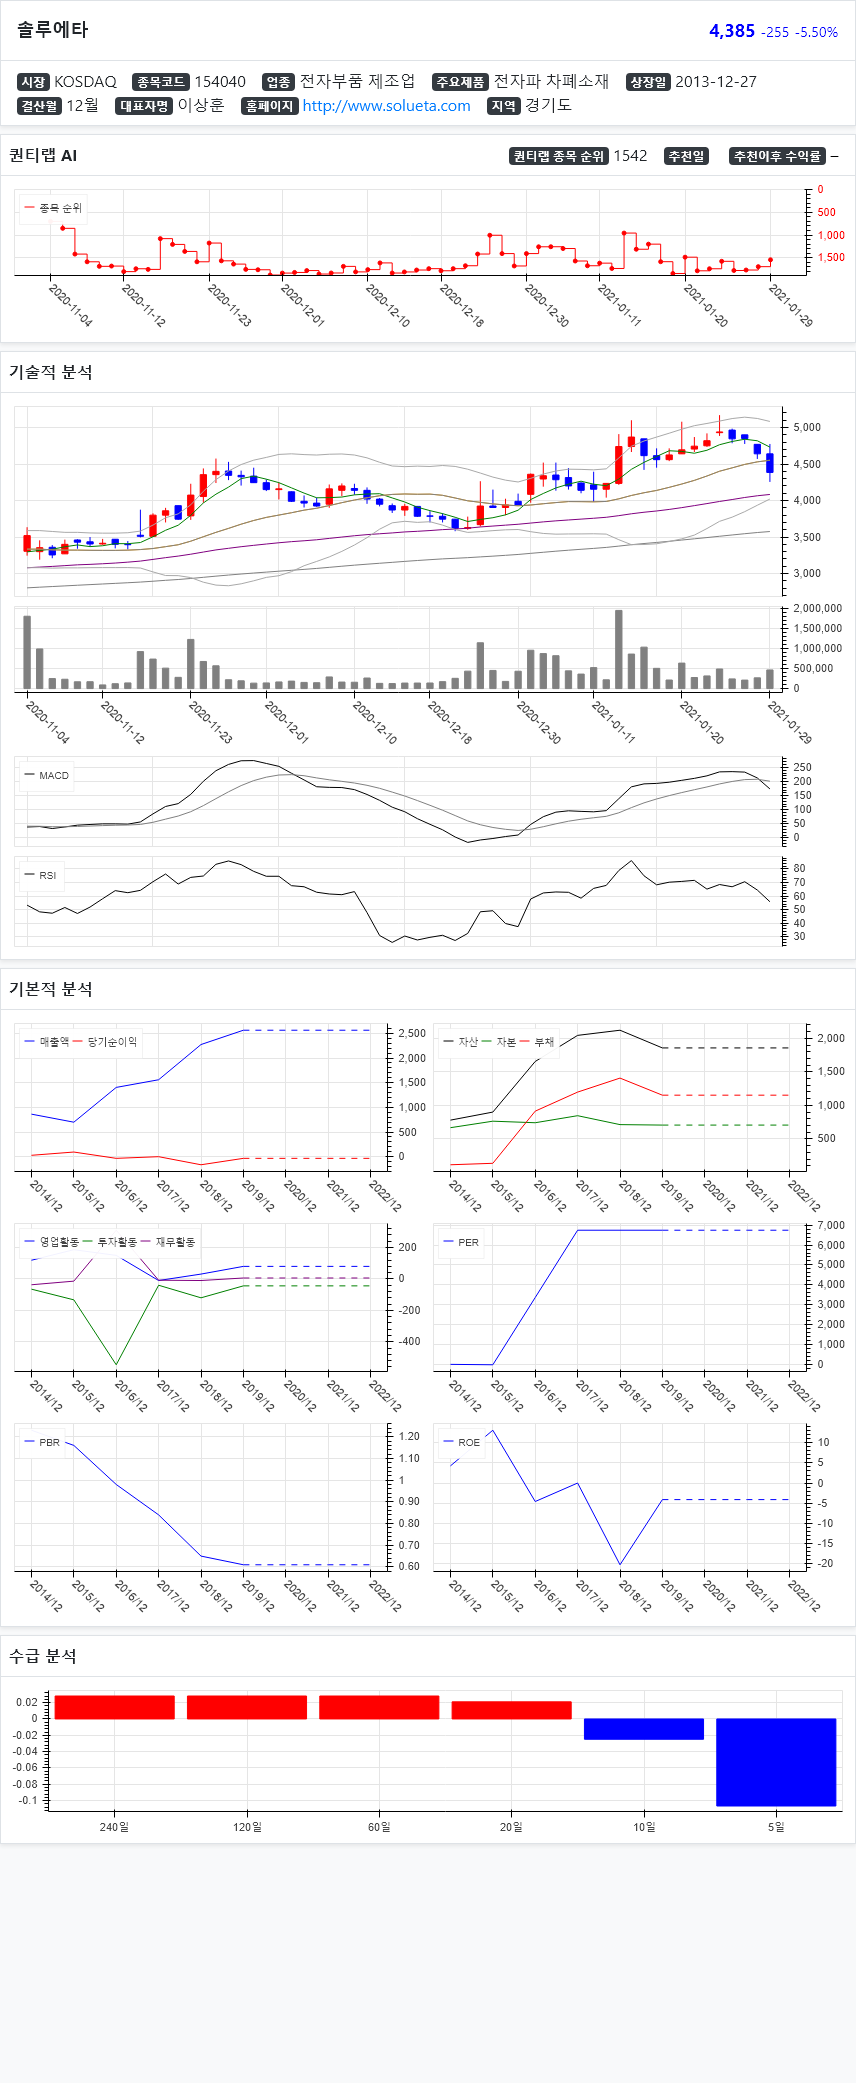 솔루에타
4,385 -255 -5.50%
시장 KOSDAQ 종목코드 154040 업종 전자부품 제조업 주요제품 전자파 차폐소재 상장일 2013-12-27
결산월 12월 대표자명 이상훈 홈페이지 http://www.solueta.com 지역 경기도
퀀티랩 AI
퀀티랩 종목 순위 1542 추천일 추천이후 수익률 –
종목 순위
0
500
1,000
1,500
2020-11-04 2020-11-12 2020-11-23 2020-12-01 2020-12-10 2020-12-18 2020-12-30 2021-01-11 2021-01-20 2021-01-29
기술적 분석
5,000
4,500
4,000
3,500
3,000
2,000,000
1,500,000
1,000,000
500,000
0
2020-11-04 2020-11-12 2020-11-23 2020-12-01 2020-12-10 2020-12-18 2020-12-30 2021-01-11 2021-01-20 2021-01-29
MACD
250
200
150
100
50
0
RSI
80
70
60
50
40
30
기본적 분석
매출액 당기순이익
2,500
2,000
1,500
1,000
500
0
2014/12 2015/12 2016/12 2017/12 2018/12 2019/12 2020/12 2021/12 2022/12
자산 자본 부채
2,000
1,500
1,000
500
2014/12 2015/12 2016/12 2017/12 2018/12 2019/12 2020/12 2021/12 2022/12
영업활동 투자활동 재무활동
200
0
-200
-400
2014/12 2015/12 2016/12 2017/12 2018/12 2019/12 2020/12 2021/12 2022/12
PER
7,000
6,000
5,000
4,000
3,000
2,000
1,000
0
2014/12 2015/12 2016/12 2017/12 2018/12 2019/12 2020/12 2021/12 2022/12
PBR
1.20
1.10
1
0.90
0.80
0.70
0.60
2014/12 2015/12 2016/12 2017/12 2018/12 2019/12 2020/12 2021/12 2022/12
ROE
10
5
0
-5
-10
-15
-20
2014/12 2015/12 2016/12 2017/12 2018/12 2019/12 2020/12 2021/12 2022/12
수급 분석
0.02
0
-0.02
-0.04
-0.06
-0.08
-0.1
240일 120일 60일 20일 10일 5일